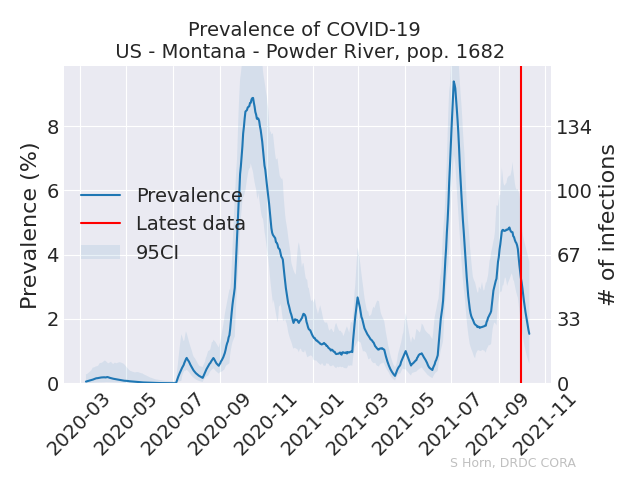 Prevalence of COVID-19
US - Montana - Powder River, pop. 1682
Prevalence (%)
8
6
4
2
0
Prevalence
Latest data
95CI
134
100
67
33
0
# of infections
2020-03
2020-05
2020-07
2020-09
2020-11
2021-01
2021-03
2021-05
2021-07
2021-09
2021-11
S Horn, DRDC CORA